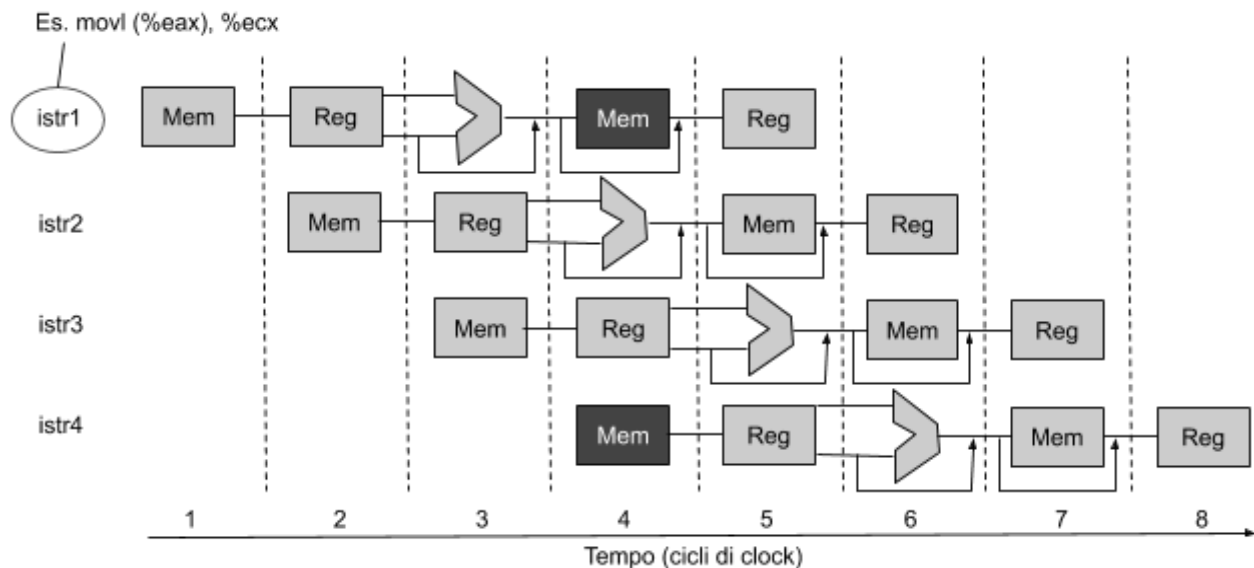 Es. movl (%eax), %ecx
istr1 Mem Reg Mem Reg
istr2 Mem Reg Mem Reg
istr3 Mem Reg Mem Reg
istr4 Mem Reg Mem Reg
1 2 3 4 5 6 7 8
Tempo (cicli di clock)